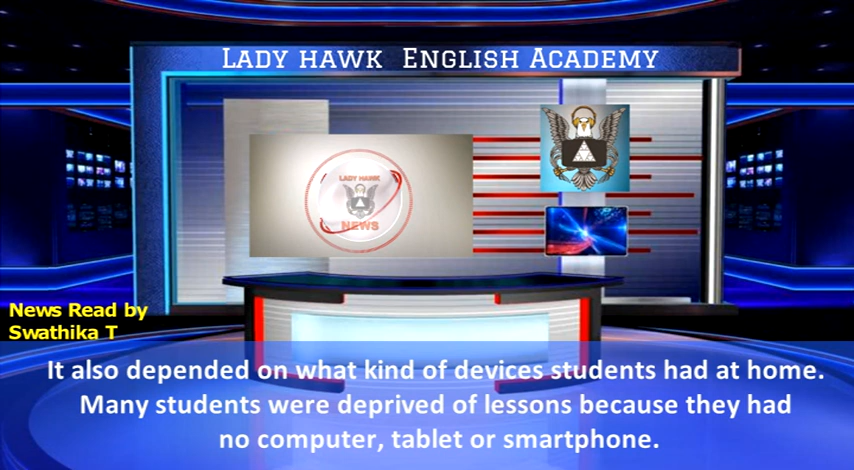 LADY HAWK ENGLISH ACADEMY
LADY HAWK
NEWS
News Read by
Swathika T
It also depended on what kind of devices students had at home.
Many students were deprived of lessons because they had
no computer, tablet or smartphone.